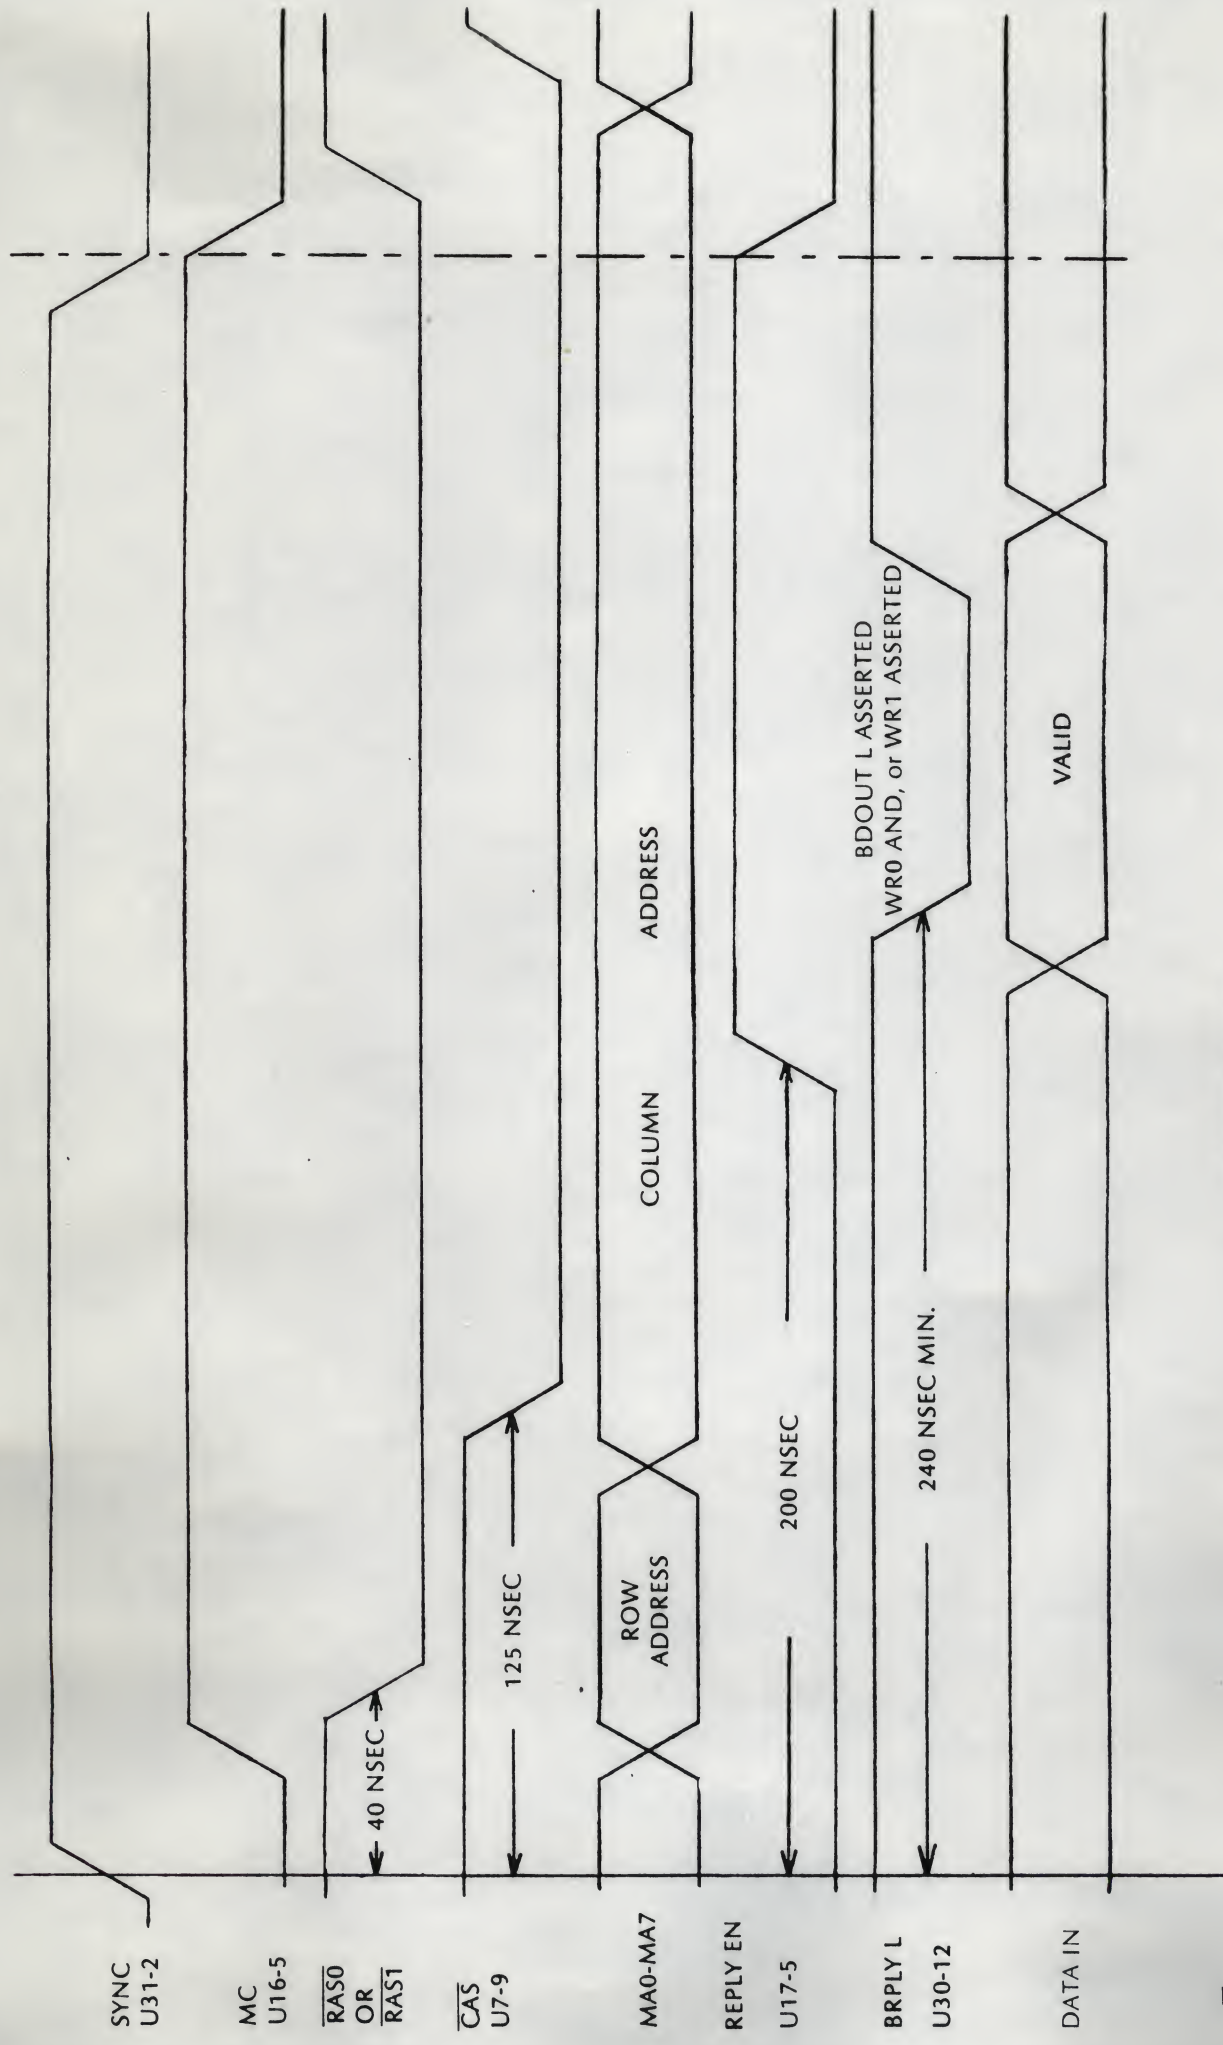 SYNC
U31-2
MC
U16-5
RAS0
OR
RAS1
40 NSEC
CAS
U7-9
125 NSEC
MA0-MA7
ROW
ADDRESS
COLUMN ADDRESS
REPLY EN
U17-5
200 NSEC
BRPLY L
U30-12
240 NSEC MIN.
BDOUT L ASSERTED
WR0 AND, or WR1 ASSERTED
DATA IN
VALID